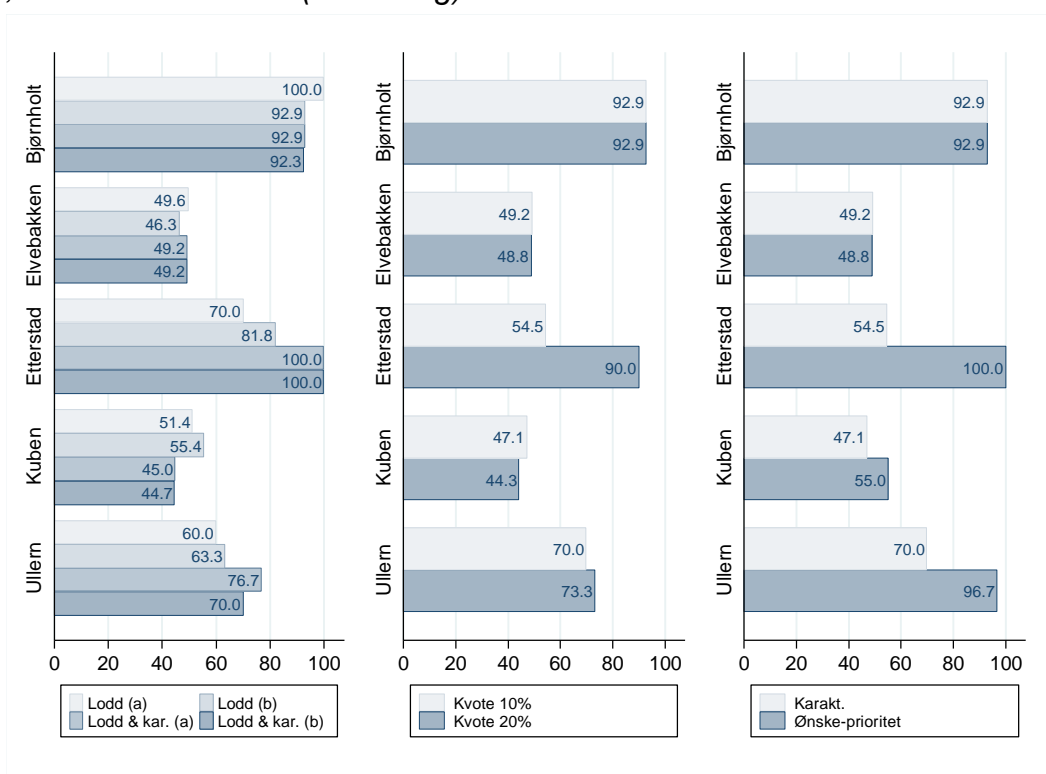 Bjørnholt
100.0
92.9
92.9
92.3
Elvebakken
49.6
46.3
49.2
49.2
Etterstad
70.0
81.8
100.0
100.0
Kuben
51.4
55.4
45.0
44.7
Ullern
60.0
63.3
76.7
70.0
0 20 40 60 80 100
Lodd (a) Lodd (b)
Lodd & kar. (a) Lodd & kar. (b)
Bjørnholt
92.9
92.9
Elvebakken
49.2
48.8
Etterstad
54.5
90.0
Kuben
47.1
44.3
Ullern
70.0
73.3
0 20 40 60 80 100
Kvote 10%
Kvote 20%
Bjørnholt
92.9
92.9
Elvebakken
49.2
48.8
Etterstad
54.5
100.0
Kuben
47.1
55.0
Ullern
70.0
96.7
0 20 40 60 80 100
Karakt.
Ønske-prioritet